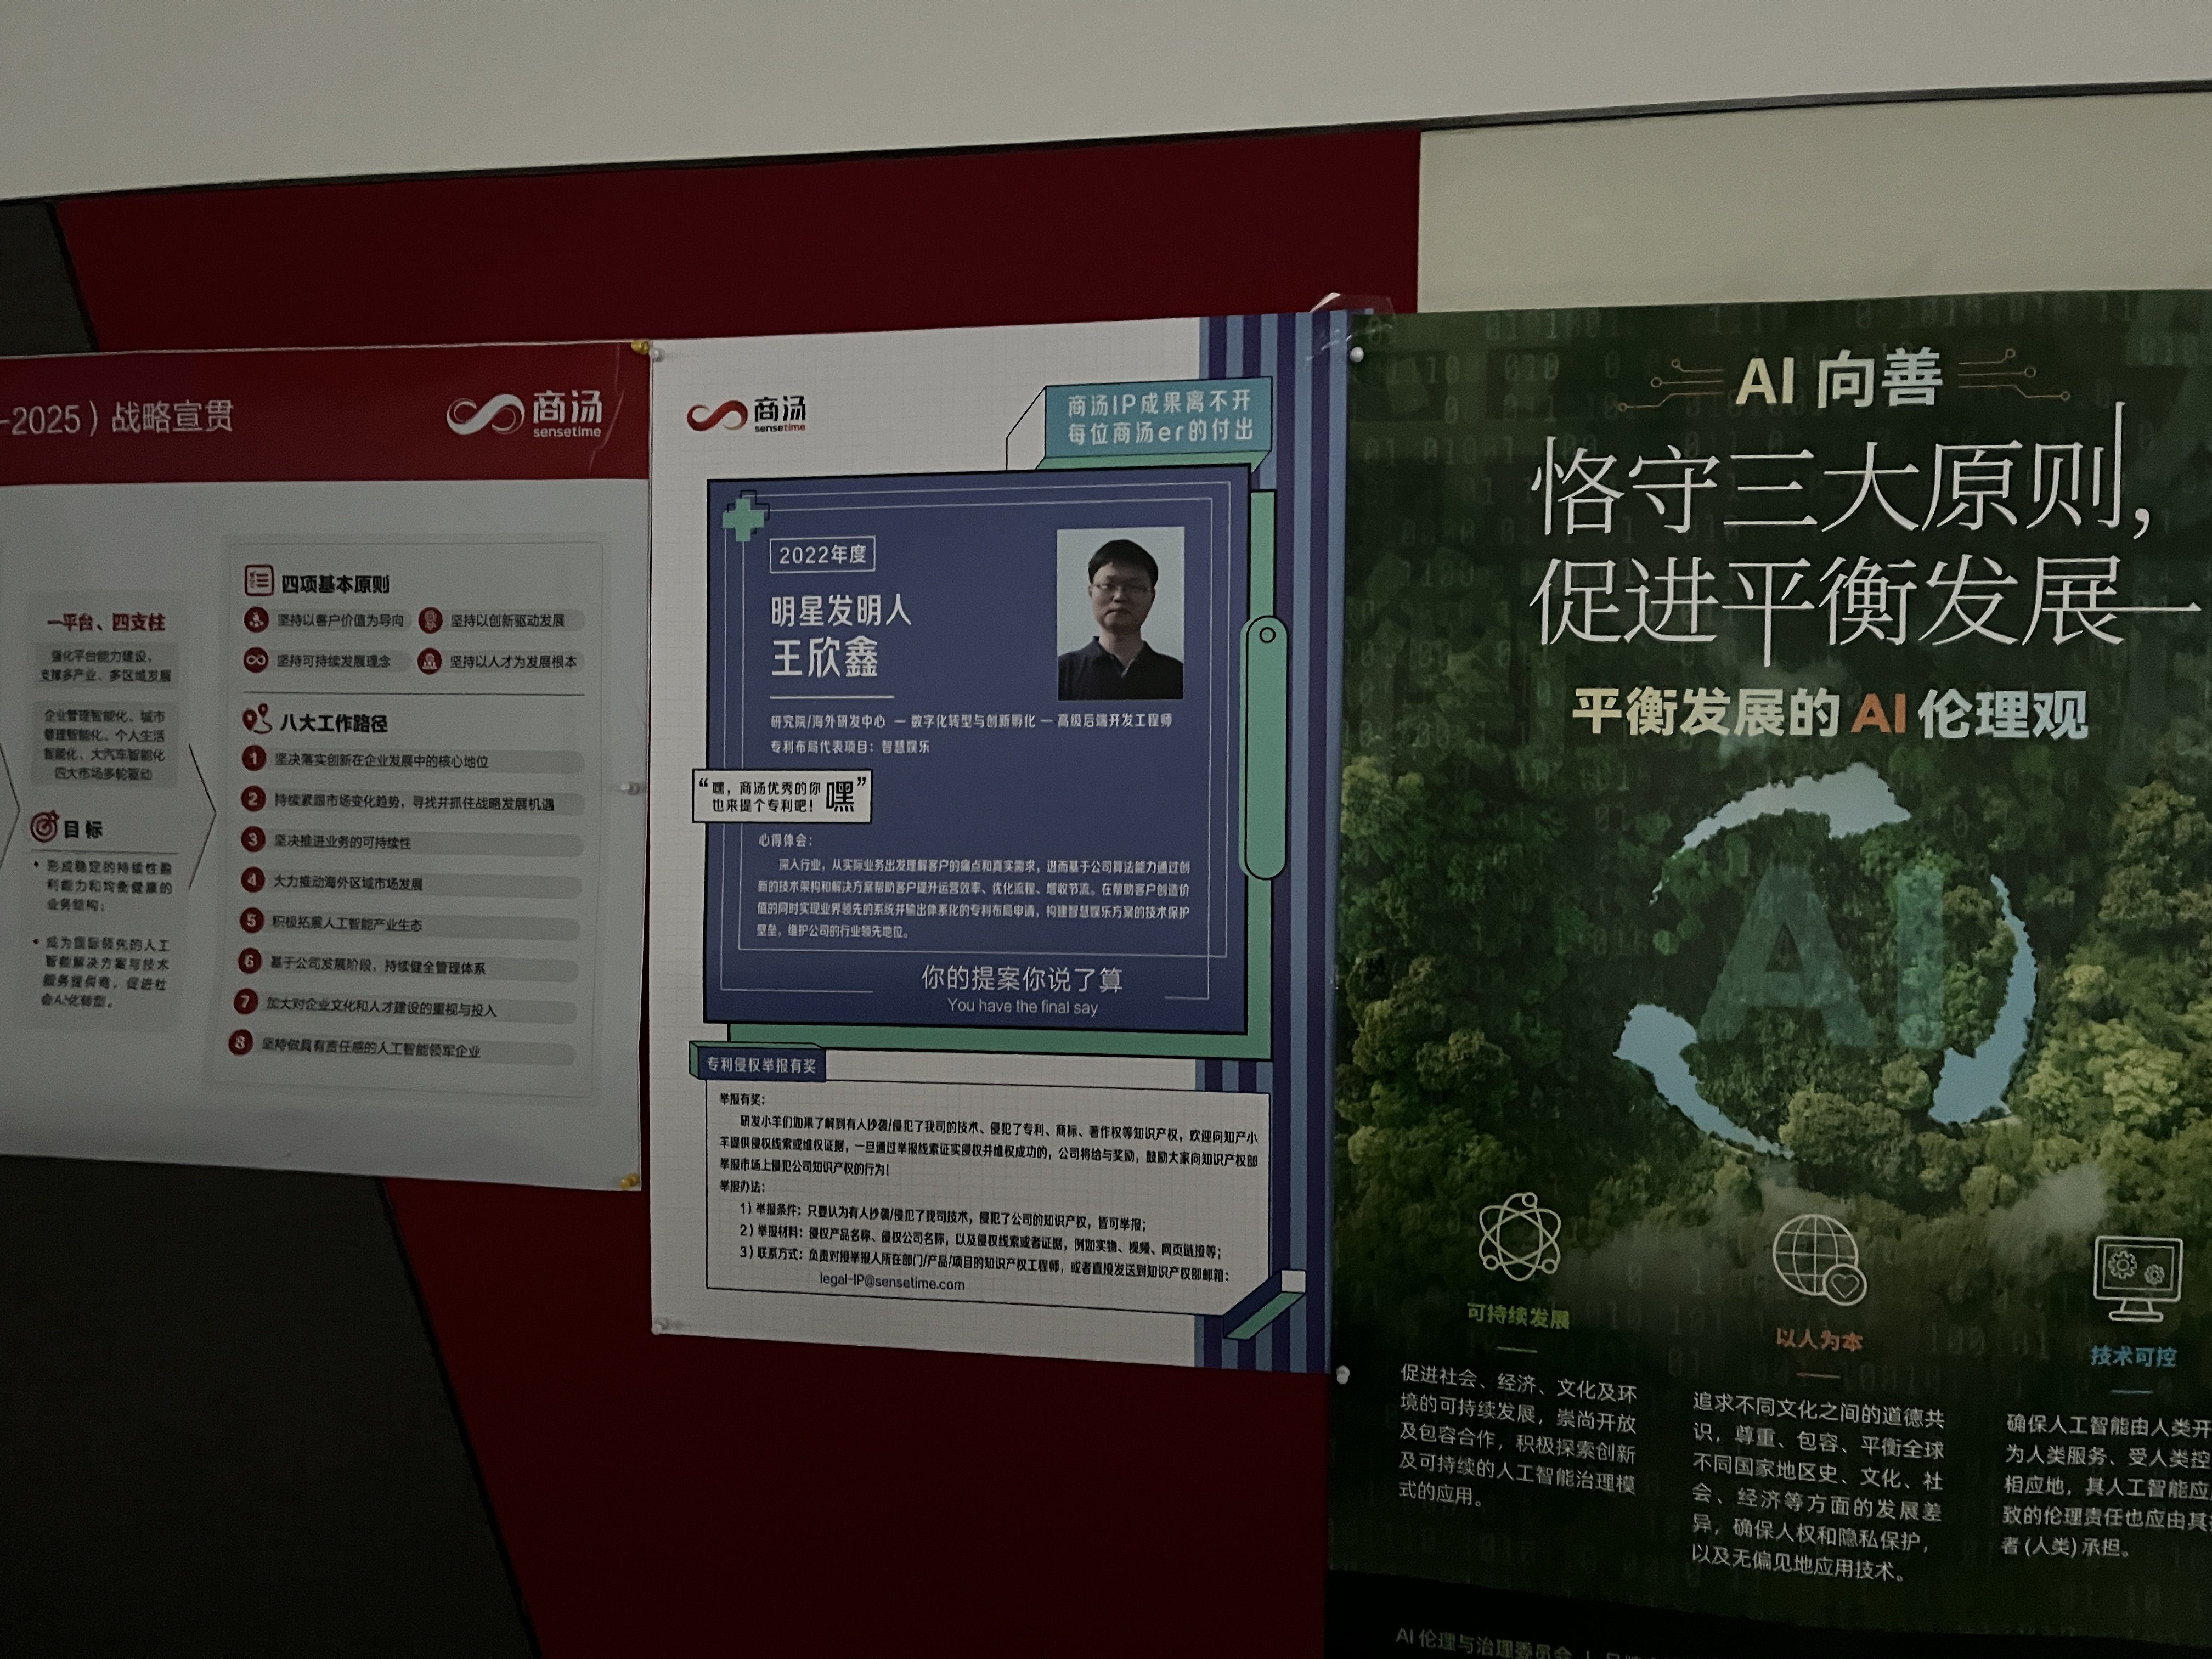 -2025）战略宣贯
商汤
sensetime
一平台、四支柱
强化平台能力建设，
支撑多产业、多区域发展
企业管理智能化、城市
管理智能化、个人生活
智能化、大汽车智能化
四大市场多轮驱动
目标
• 形成稳定的持续性盈
利能力和均衡健康的
业务结构；
• 成为国际领先的人工
智能解决方案与技术
服务提供商，促进社
会AI化转型。
四项基本原则
坚持以客户价值为导向
坚持以创新驱动发展
坚持可持续发展理念
坚持以人才为发展根本
八大工作路径
1 坚决落实创新在企业发展中的核心地位
2 持续紧跟市场变化趋势，寻找并抓住战略发展机遇
3 坚决推进业务的可持续性
4 大力推动海外区域市场发展
5 积极拓展人工智能产业生态
6 基于公司发展阶段，持续健全管理体系
7 加大对企业文化和人才建设的重视与投入
8 坚持做具有责任感的人工智能领军企业
商汤
sensetime
商汤IP成果离不开
每位商汤er的付出
2022年度
明星发明人
王欣鑫
研究院/海外研发中心 — 数字化转型与创新孵化 — 高级后端开发工程师
专利布局代表项目：智慧娱乐
“嘿，商汤优秀的你
也来提个专利吧！嘿”
心得体会：
深入行业，从实际业务出发理解客户的痛点和真实需求，进而基于公司算法能力通过创
新的技术架构和解决方案帮助客户提升运营效率、优化流程、增收节流。在帮助客户创造价
值的同时实现业界领先的系统并输出体系化的专利布局申请，构建智慧娱乐方案的技术保护
壁垒，维护公司的行业领先地位。
你的提案你说了算
You have the final say
专利侵权举报有奖
举报有奖：
研发小羊们如果了解到有人抄袭/侵犯了我司的技术、侵犯了专利、商标、著作权等知识产权，欢迎向知产小
羊提供侵权线索或维权证据，一旦通过举报线索证实侵权并维权成功的，公司将给与奖励，鼓励大家向知识产权部
举报市场上侵犯公司知识产权的行为！
举报办法：
1）举报条件：只要认为有人抄袭/侵犯了我司技术，侵犯了公司的知识产权，皆可举报；
2）举报材料：侵权产品名称、侵权公司名称，以及侵权线索或者证据，例如实物、视频、网页链接等；
3）联系方式：负责对接举报人所在部门/产品/项目的知识产权工程师，或者直接发送到知识产权部邮箱：
legal-IP@sensetime.com
AI 向善
恪守三大原则，
促进平衡发展—
平衡发展的 AI 伦理观
AI
可持续发展
促进社会、经济、文化及环
境的可持续发展，崇尚开放
及包容合作，积极探索创新
及可持续的人工智能治理模
式的应用。
以人为本
追求不同文化之间的道德共
识，尊重、包容、平衡全球
不同国家地区史、文化、社
会、经济等方面的发展差
异，确保人权和隐私保护，
以及无偏见地应用技术。
技术可控
确保人工智能由人类开
为人类服务、受人类控
相应地，其人工智能应
致的伦理责任也应由其
者（人类）承担。
AI 伦理与治理委员会